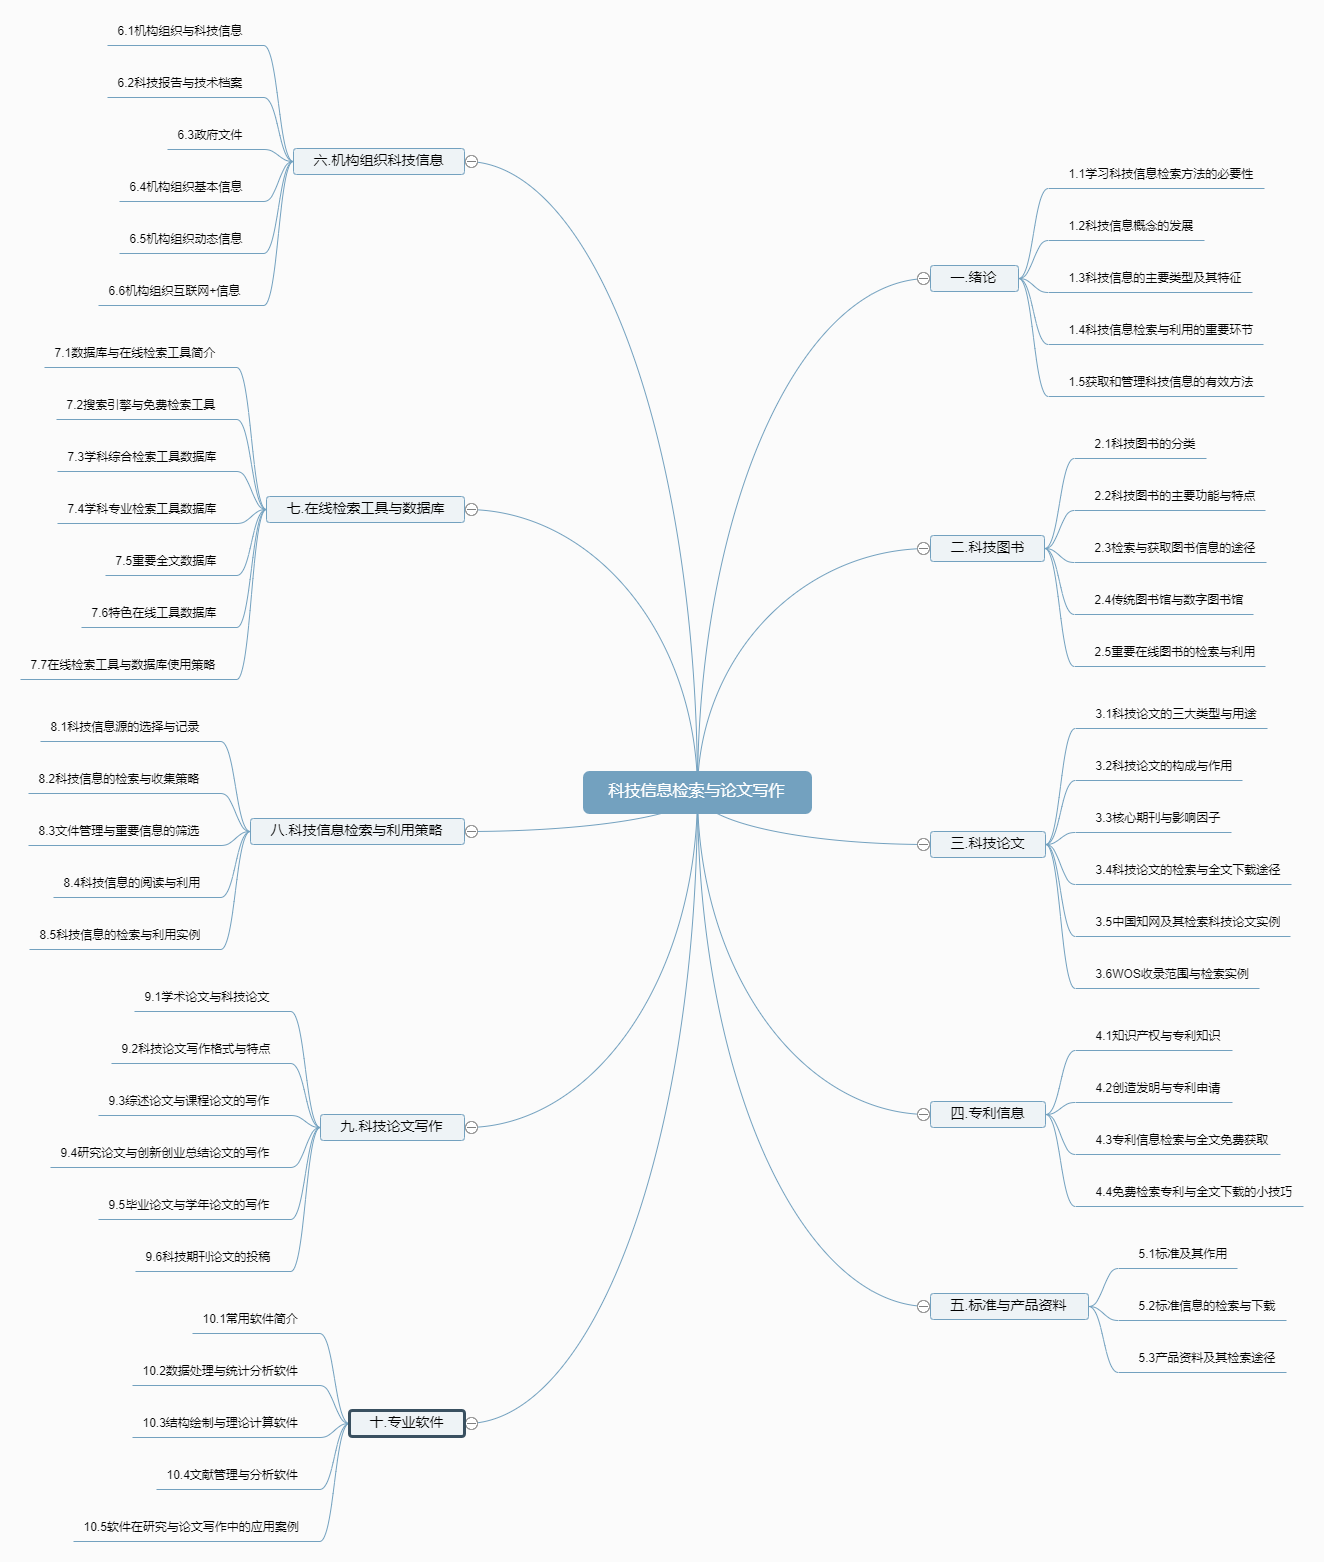 科技信息检索与论文写作
一.绪论
1.1学习科技信息检索方法的必要性
1.2科技信息概念的发展
1.3科技信息的主要类型及其特征
1.4科技信息检索与利用的重要环节
1.5获取和管理科技信息的有效方法
二.科技图书
2.1科技图书的分类
2.2科技图书的主要功能与特点
2.3检索与获取图书信息的途径
2.4传统图书馆与数字图书馆
2.5重要在线图书的检索与利用
三.科技论文
3.1科技论文的三大类型与用途
3.2科技论文的构成与作用
3.3核心期刊与影响因子
3.4科技论文的检索与全文下载途径
3.5中国知网及其检索科技论文实例
3.6WOS收录范围与检索实例
四.专利信息
4.1知识产权与专利知识
4.2创造发明与专利申请
4.3专利信息检索与全文免费获取
4.4免费检索专利与全文下载的小技巧
五.标准与产品资料
5.1标准及其作用
5.2标准信息的检索与下载
5.3产品资料及其检索途径
六.机构组织科技信息
6.1机构组织与科技信息
6.2科技报告与技术档案
6.3政府文件
6.4机构组织基本信息
6.5机构组织动态信息
6.6机构组织互联网+信息
七.在线检索工具与数据库
7.1数据库与在线检索工具简介
7.2搜索引擎与免费检索工具
7.3学科综合检索工具数据库
7.4学科专业检索工具数据库
7.5重要全文数据库
7.6特色在线工具数据库
7.7在线检索工具与数据库使用策略
八.科技信息检索与利用策略
8.1科技信息源的选择与记录
8.2科技信息的检索与收集策略
8.3文件管理与重要信息的筛选
8.4科技信息的阅读与利用
8.5科技信息的检索与利用实例
九.科技论文写作
9.1学术论文与科技论文
9.2科技论文写作格式与特点
9.3综述论文与课程论文的写作
9.4研究论文与创新创业总结论文的写作
9.5毕业论文与学年论文的写作
9.6科技期刊论文的投稿
十.专业软件
10.1常用软件简介
10.2数据处理与统计分析软件
10.3结构绘制与理论计算软件
10.4文献管理与分析软件
10.5软件在研究与论文写作中的应用案例